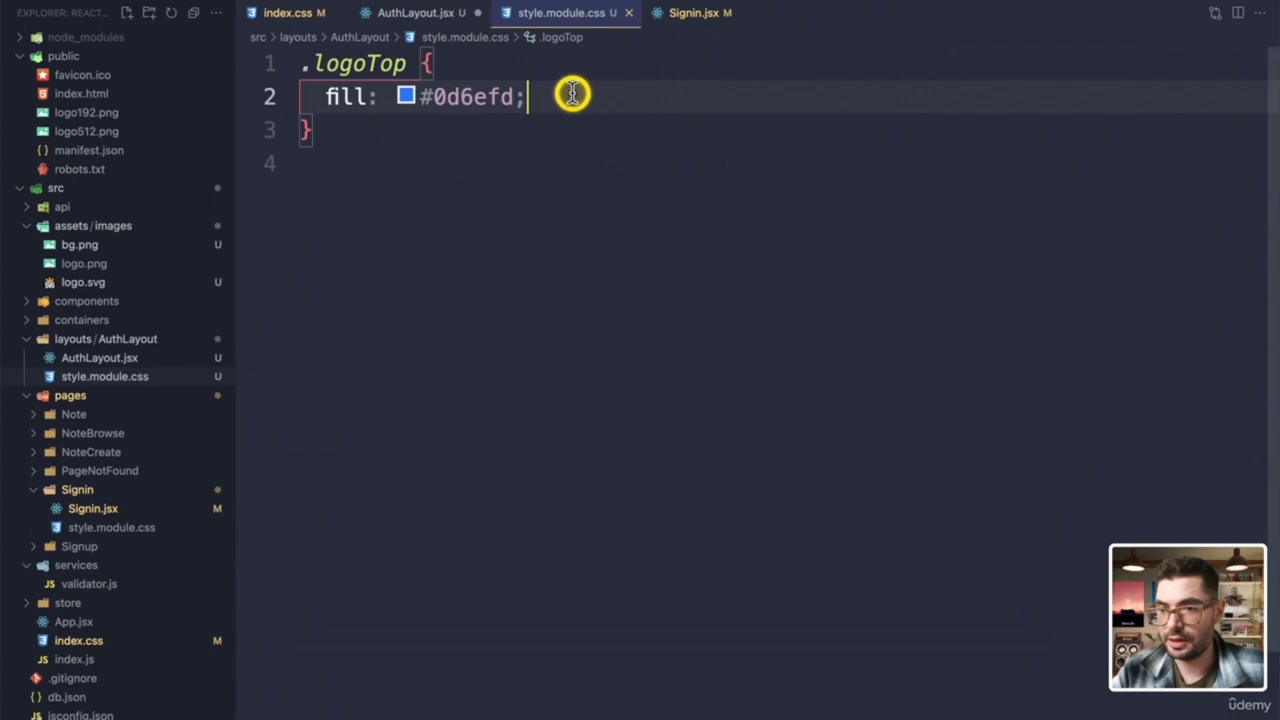 EXPLORER: REACT...
index.css M
AuthLayout.jsx U
style.module.css U
Signin.jsx M
src > layouts > AuthLayout > style.module.css > .logoTop
node_modules
public
favicon.ico
index.html
logo192.png
logo512.png
manifest.json
robots.txt
src
api
assets/images
bg.png U
logo.png
logo.svg U
components
containers
layouts/AuthLayout
AuthLayout.jsx U
style.module.css U
pages
Note
NoteBrowse
NoteCreate
PageNotFound
Signin
Signin.jsx M
style.module.css
Signup
services
validator.js
store
App.jsx
index.css M
index.js
.gitignore
db.json
jsconfig.json
1 .logoTop {
2 fill: #0d6efd;
3 }
4
ûdemy